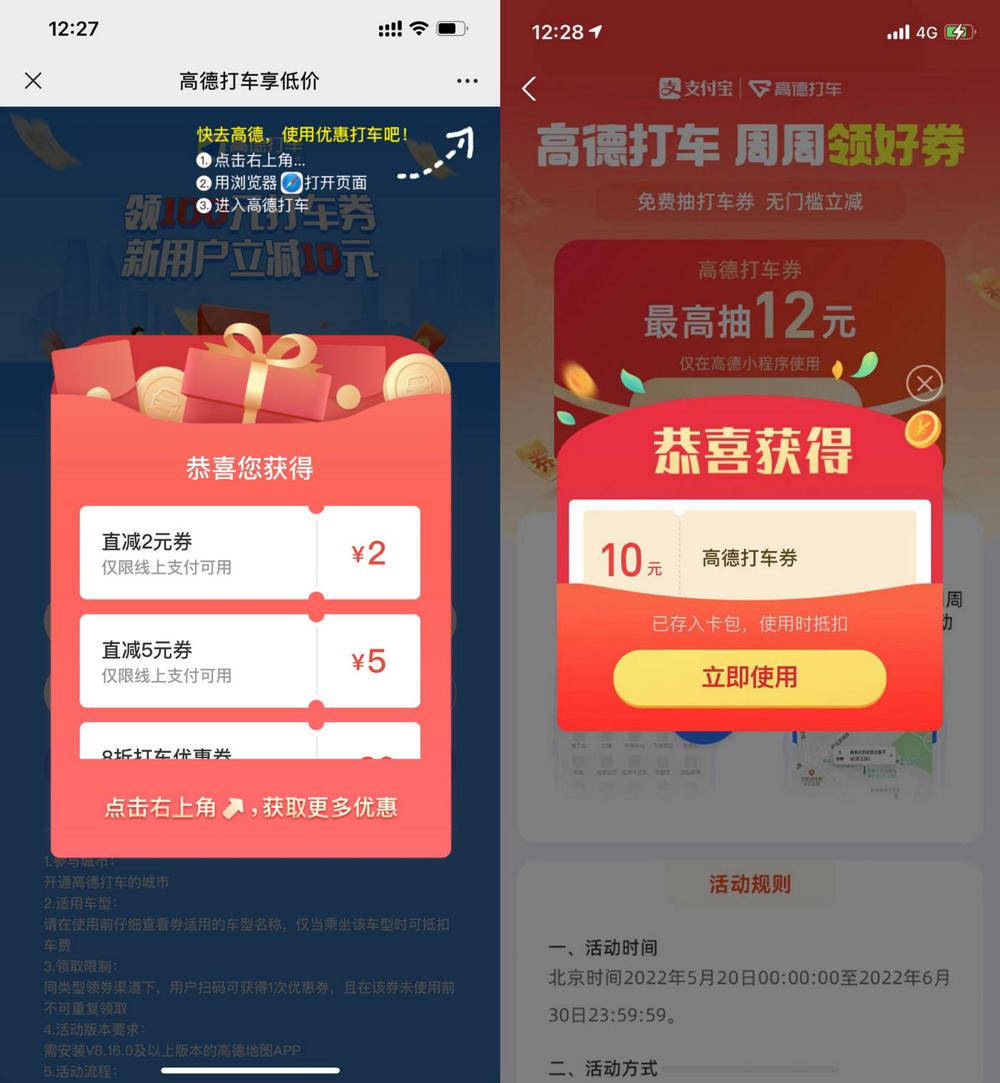 12:27
高德打车享低价
快去高德，使用优惠打车吧！
1.点击右上角...
2.用浏览器打开页面
3.进入高德打车
领100元打车券
新用户立减10元
恭喜您获得
直减2元券
仅限线上支付可用
¥2
直减5元券
仅限线上支付可用
¥5
8折打车优惠券
点击右上角，获取更多优惠
1.参与城市：
开通高德打车的城市
2.适用车型：
请在使用前仔细查看券适用的车型名称，仅当乘坐该车型时可抵扣
车费
3.领取限制：
同类型领券渠道下，用户扫码可获得1次优惠券，且在该券未使用前
不可重复领取
4.活动版本要求：
需安装V8.16.0及以上版本的高德地图APP
5.活动流程：
12:28
4G
支付宝 高德打车
高德打车 周周领好券
免费抽打车券 无门槛立减
高德打车券
最高抽12元
仅在高德小程序使用
券
恭喜获得
10元
高德打车券
周
动
已存入卡包，使用时抵扣
立即使用
活动规则
一、活动时间
北京时间2022年5月20日00:00:00至2022年6月
30日23:59:59。
二、活动方式